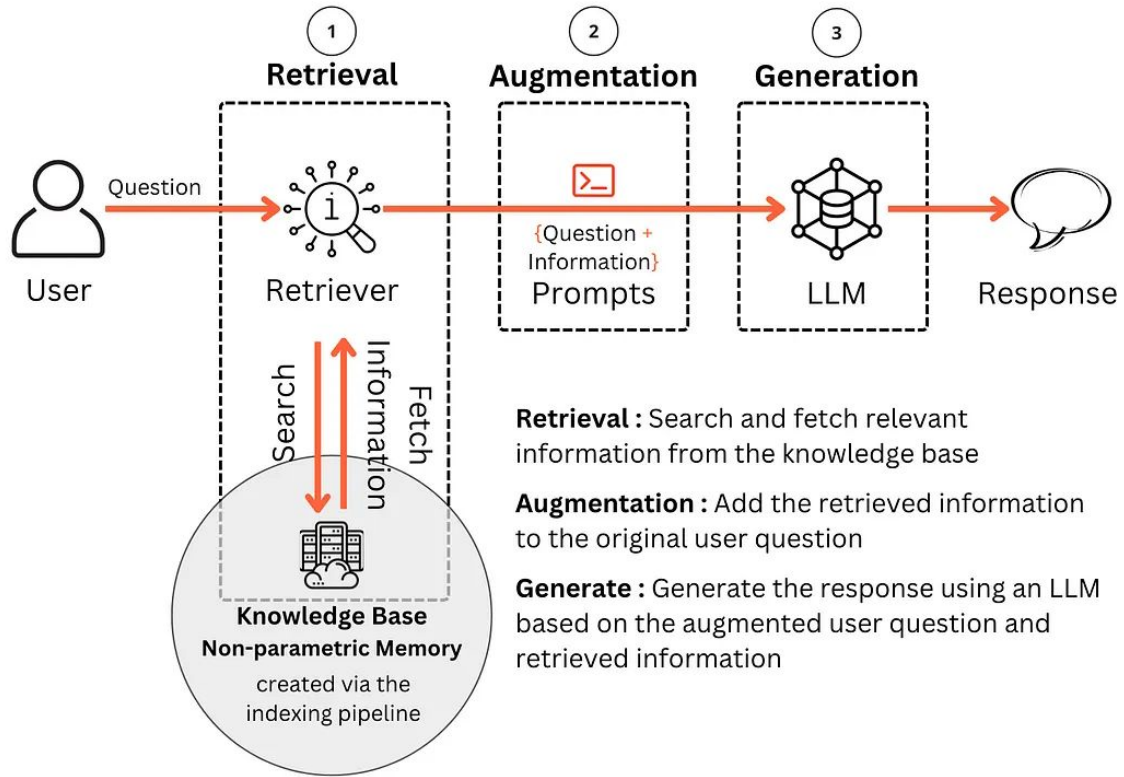 1
Retrieval
2
Augmentation
3
Generation
Question
User
Retriever
{Question +
Information}
Prompts
LLM
Response
Search
Fetch
Information
Knowledge Base
Non-parametric Memory
created via the
indexing pipeline
Retrieval : Search and fetch relevant
information from the knowledge base
Augmentation : Add the retrieved information
to the original user question
Generate : Generate the response using an LLM
based on the augmented user question and
retrieved information